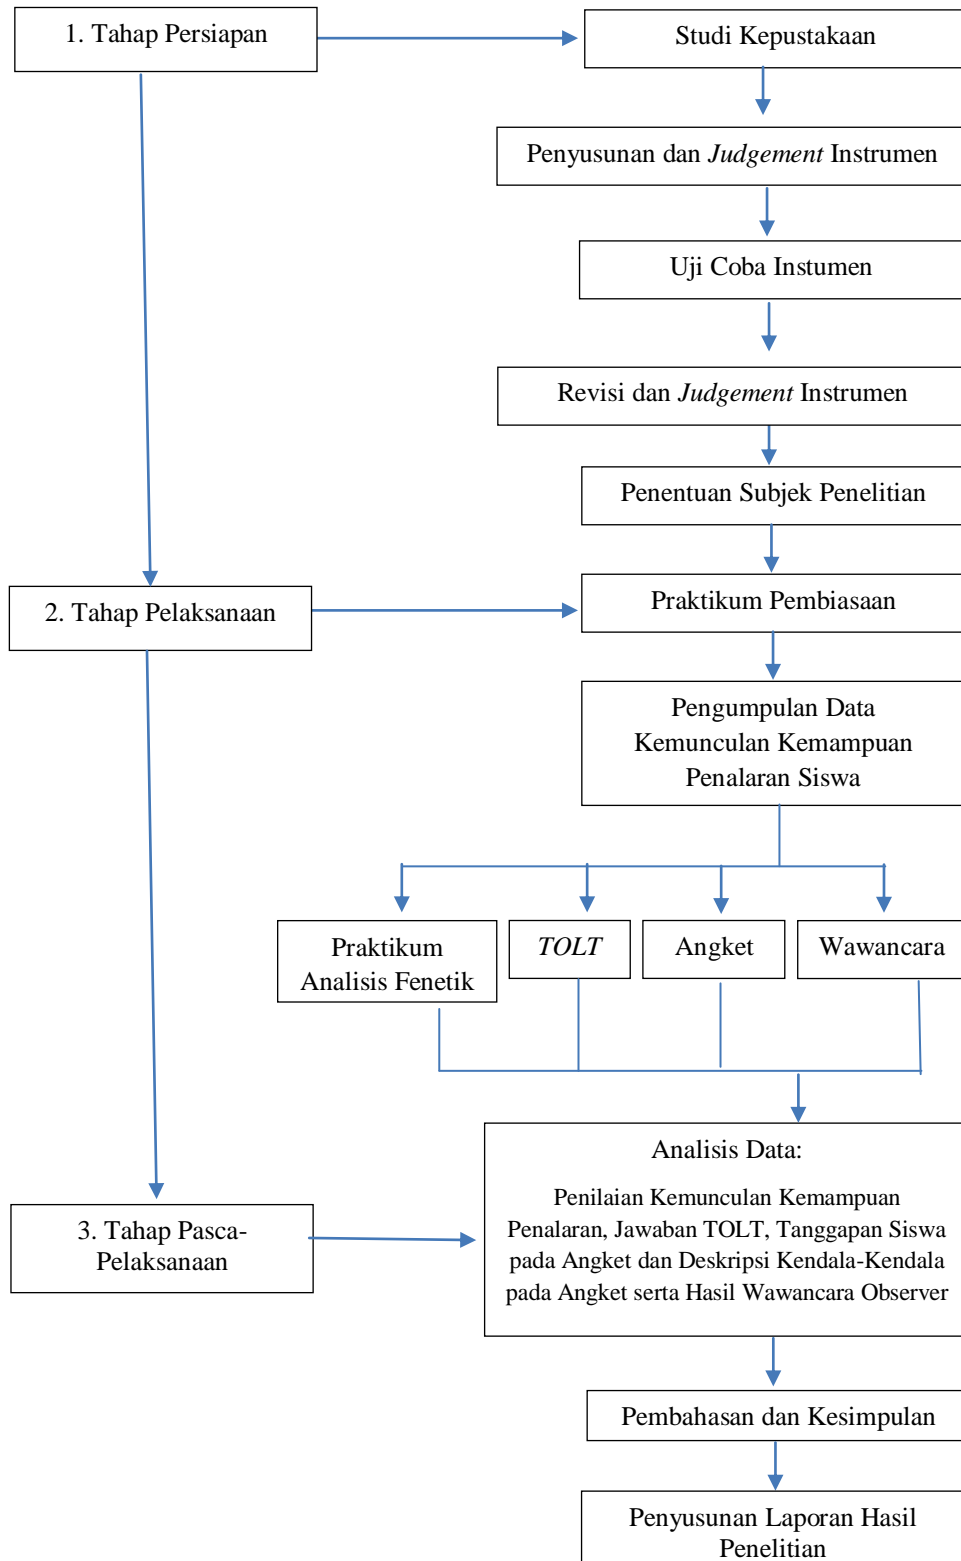 1. Tahap Persiapan
Studi Kepustakaan
Penyusunan dan Judgement Instrumen
Uji Coba Instumen
Revisi dan Judgement Instrumen
Penentuan Subjek Penelitian
2. Tahap Pelaksanaan
Praktikum Pembiasaan
Pengumpulan Data
Kemunculan Kemampuan
Penalaran Siswa
Praktikum
Analisis Fenetik
TOLT
Angket
Wawancara
Analisis Data:
Penilaian Kemunculan Kemampuan
Penalaran, Jawaban TOLT, Tanggapan Siswa
pada Angket dan Deskripsi Kendala-Kendala
pada Angket serta Hasil Wawancara Observer
3. Tahap Pasca-
Pelaksanaan
Pembahasan dan Kesimpulan
Penyusunan Laporan Hasil
Penelitian